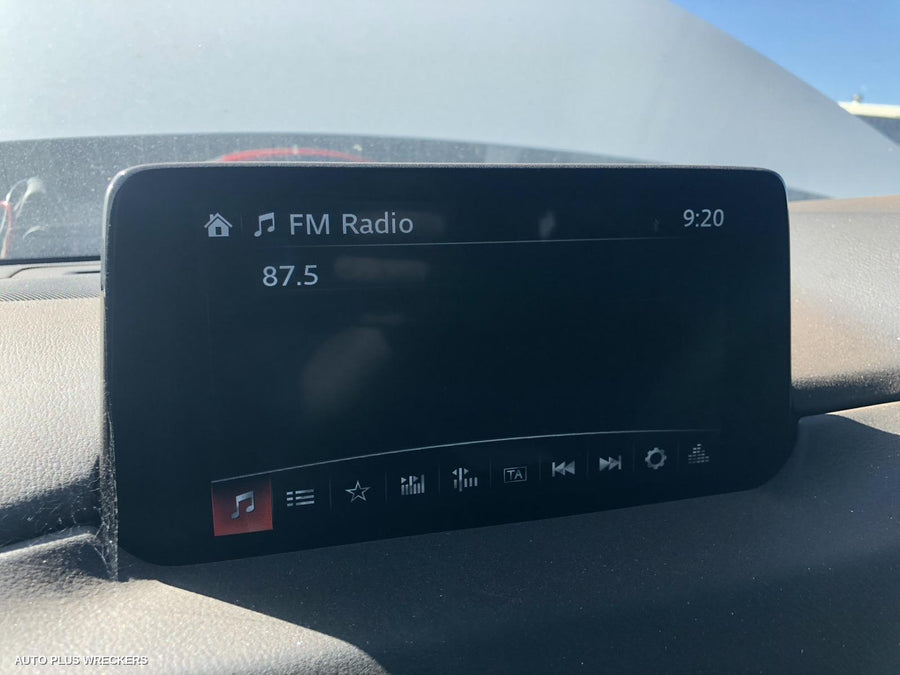 FM Radio 9:20
87.5
TA
AUTO PLUS WRECKERS